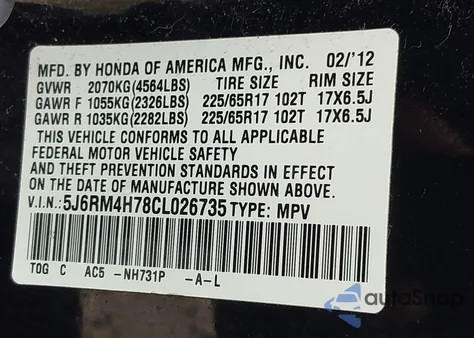 MFD. BY HONDA OF AMERICA MFG., INC. 02/'12
GVWR 2070KG(4564LBS) TIRE SIZE RIM SIZE
GAWR F 1055KG(2326LBS) 225/65R17 102T 17X6.5J
GAWR R 1035KG(2282LBS) 225/65R17 102T 17X6.5J
THIS VEHICLE CONFORMS TO ALL APPLICABLE
FEDERAL MOTOR VEHICLE SAFETY
AND THEFT PREVENTION STANDARDS IN EFFECT
ON THE DATE OF MANUFACTURE SHOWN ABOVE.
V.I.N.: 5J6RM4H78CL026735 TYPE: MPV
TOG C AC5 -NH731P -A-L
autoSnap